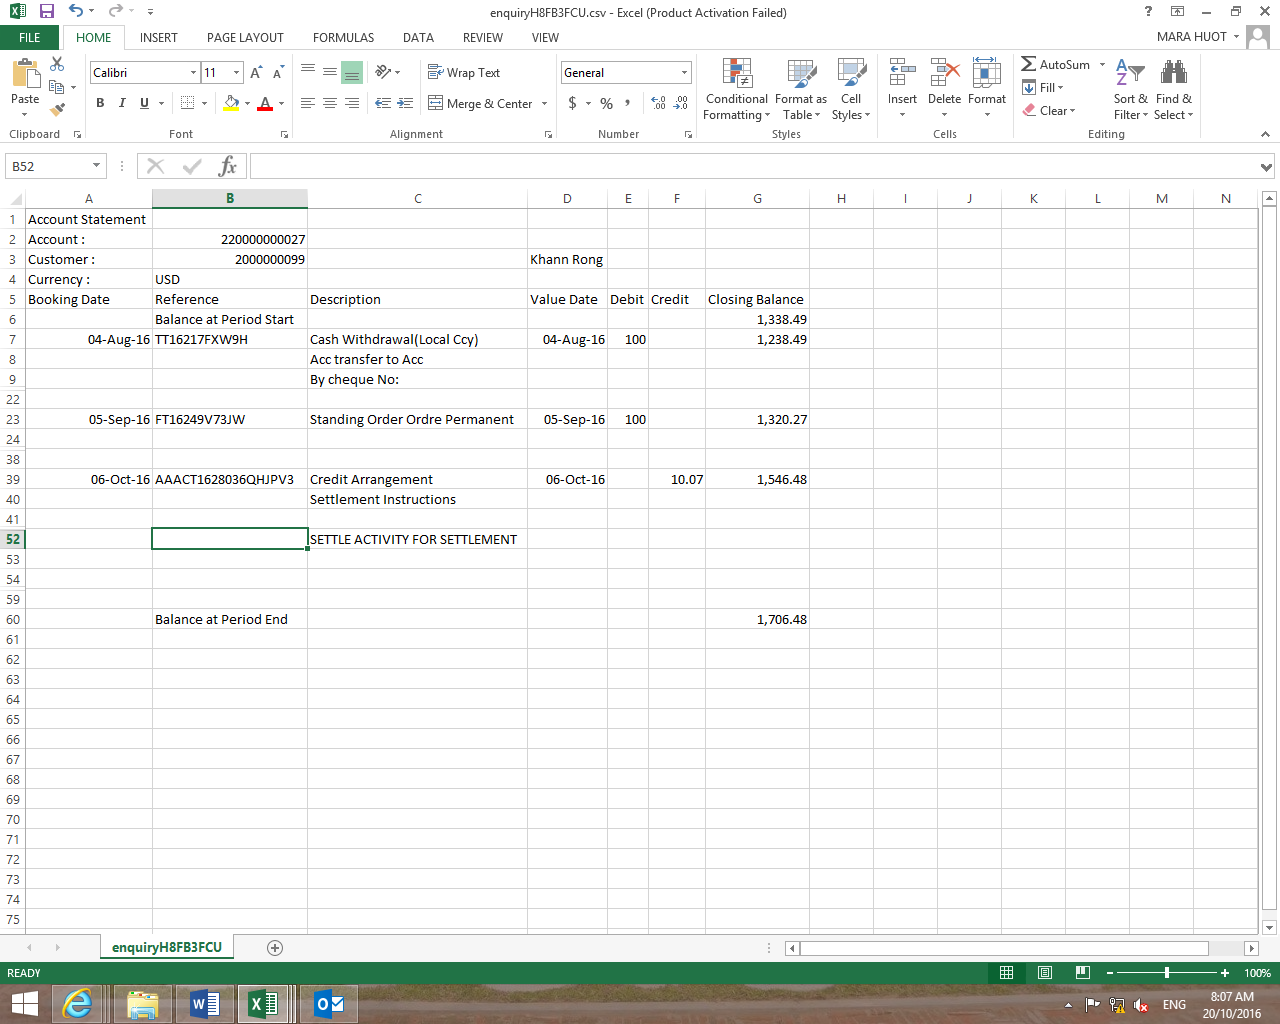 enquiryH8FB3FCU.csv - Excel (Product Activation Failed)
FILE HOME INSERT PAGE LAYOUT FORMULAS DATA REVIEW VIEW MARA HUOT
Calibri 11 Wrap Text General AutoSum
Paste Merge & Center $ % Conditional Formatting Format as Table Cell Styles Insert Delete Format Fill Clear Sort & Filter Find & Select
Clipboard Font Alignment Number Styles Cells Editing
B52 fx
A B C D E F G H I J K L M N
1 Account Statement
2 Account : 220000000027
3 Customer : 2000000099 Khann Rong
4 Currency : USD
5 Booking Date Reference Description Value Date Debit Credit Closing Balance
6 Balance at Period Start 1,338.49
7 04-Aug-16 TT16217FXW9H Cash Withdrawal(Local Ccy) 04-Aug-16 100 1,238.49
8 Acc transfer to Acc
9 By cheque No:
22
23 05-Sep-16 FT16249V73JW Standing Order Ordre Permanent 05-Sep-16 100 1,320.27
24
38
39 06-Oct-16 AAACT1628036QHJPV3 Credit Arrangement 06-Oct-16 10.07 1,546.48
40 Settlement Instructions
41
52 SETTLE ACTIVITY FOR SETTLEMENT
53
54
59
60 Balance at Period End 1,706.48
61
62
63
64
65
66
67
68
69
70
71
72
73
74
75
enquiryH8FB3FCU
READY 100%
ENG 8:07 AM
20/10/2016